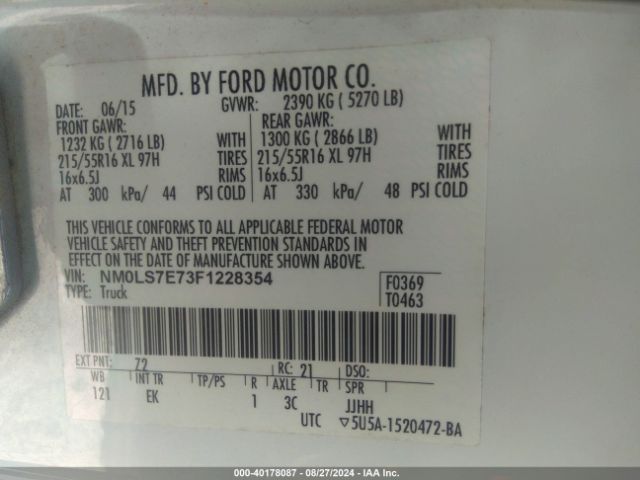 MFD. BY FORD MOTOR CO.
DATE: 06/15 GVWR: 2390 KG ( 5270 LB)
FRONT GAWR: REAR GAWR:
1232 KG ( 2716 LB) WITH 1300 KG ( 2866 LB) WITH
215/55R16 XL 97H TIRES 215/55R16 XL 97H TIRES
16x6.5J RIMS 16x6.5J RIMS
AT 300 kPa/ 44 PSI COLD AT 330 kPa/ 48 PSI COLD
THIS VEHICLE CONFORMS TO ALL APPLICABLE FEDERAL MOTOR
VEHICLE SAFETY AND THEFT PREVENTION STANDARDS IN
EFFECT ON THE DATE OF MANUFACTURE SHOWN ABOVE.
VIN: NM0LS7E73F1228354 F0369
TYPE: Truck T0463
EXT PNT: 72 RC: 21 DSO:
WB INT TR TP/PS R AXLE TR SPR
121 EK 1 3C JJHH
UTC ▽5U5A-1520472-BA
000-40178087 - 08/27/2024 - IAA Inc.